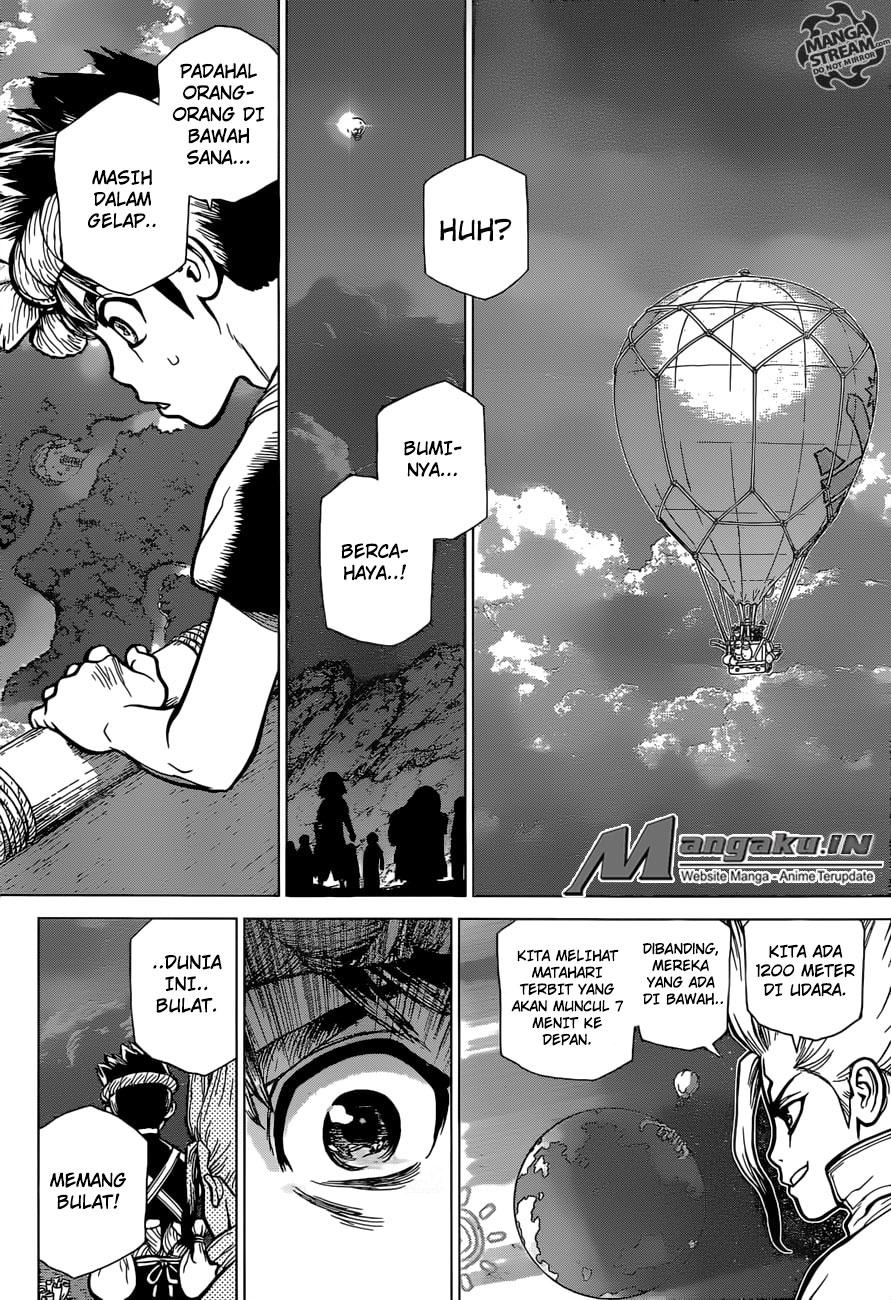 MANGA
STREAM.com
DO NOT MIRROR
HUH?
BUMI-
NYA...
BERCA-
HAYA..!
PADAHAL
ORANG-
ORANG DI
BAWAH
SANA...
MASIH
DALAM
GELAP..
Mangaku.IN
Website Manga - Anime Terupdate
KITA ADA
1200 METER
DI UDARA.
DIBANDING,
MEREKA
YANG ADA
DI BAWAH..
KITA MELIHAT
MATAHARI
TERBIT YANG
AKAN MUNCUL 7
MENIT KE
DEPAN.
..DUNIA
INI..
BULAT.
MEMANG
BULAT!